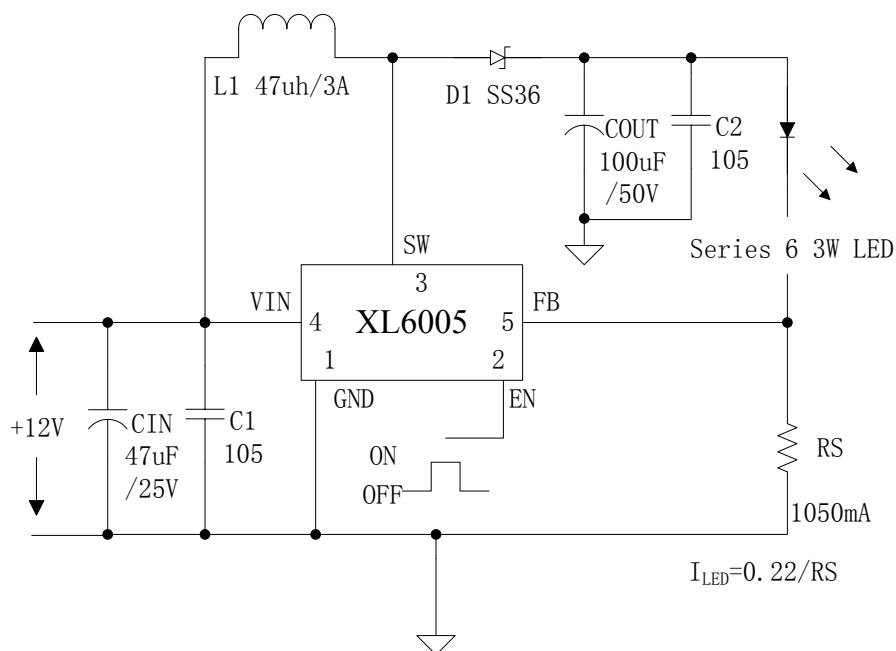 L1 47uh/3A
D1 SS36
COUT
100uF
/50V
C2
105
SW
3
Series 6 3W LED
VIN
4
XL6005
5
FB
1
2
GND
EN
+12V
CIN
47uF
/25V
C1
105
ON
OFF
RS
1050mA
ILED=0.22/RS